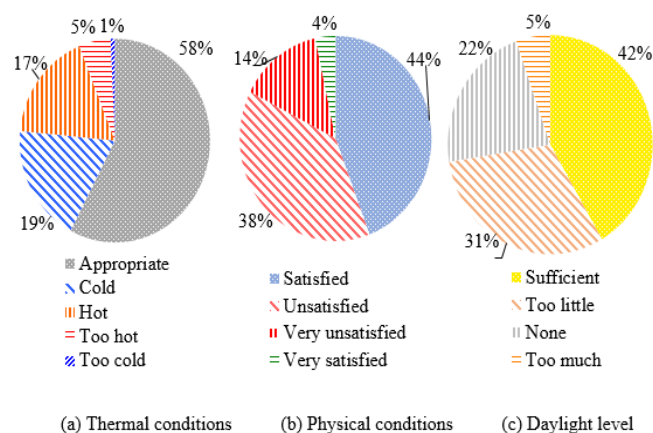 5%
1%
58%
17%
19%
Appropriate
Cold
Hot
Too hot
Too cold
(a) Thermal conditions
4%
14%
44%
38%
Satisfied
Unsatisfied
Very unsatisfied
Very satisfied
(b) Physical conditions
5%
22%
42%
31%
Sufficient
Too little
None
Too much
(c) Daylight level